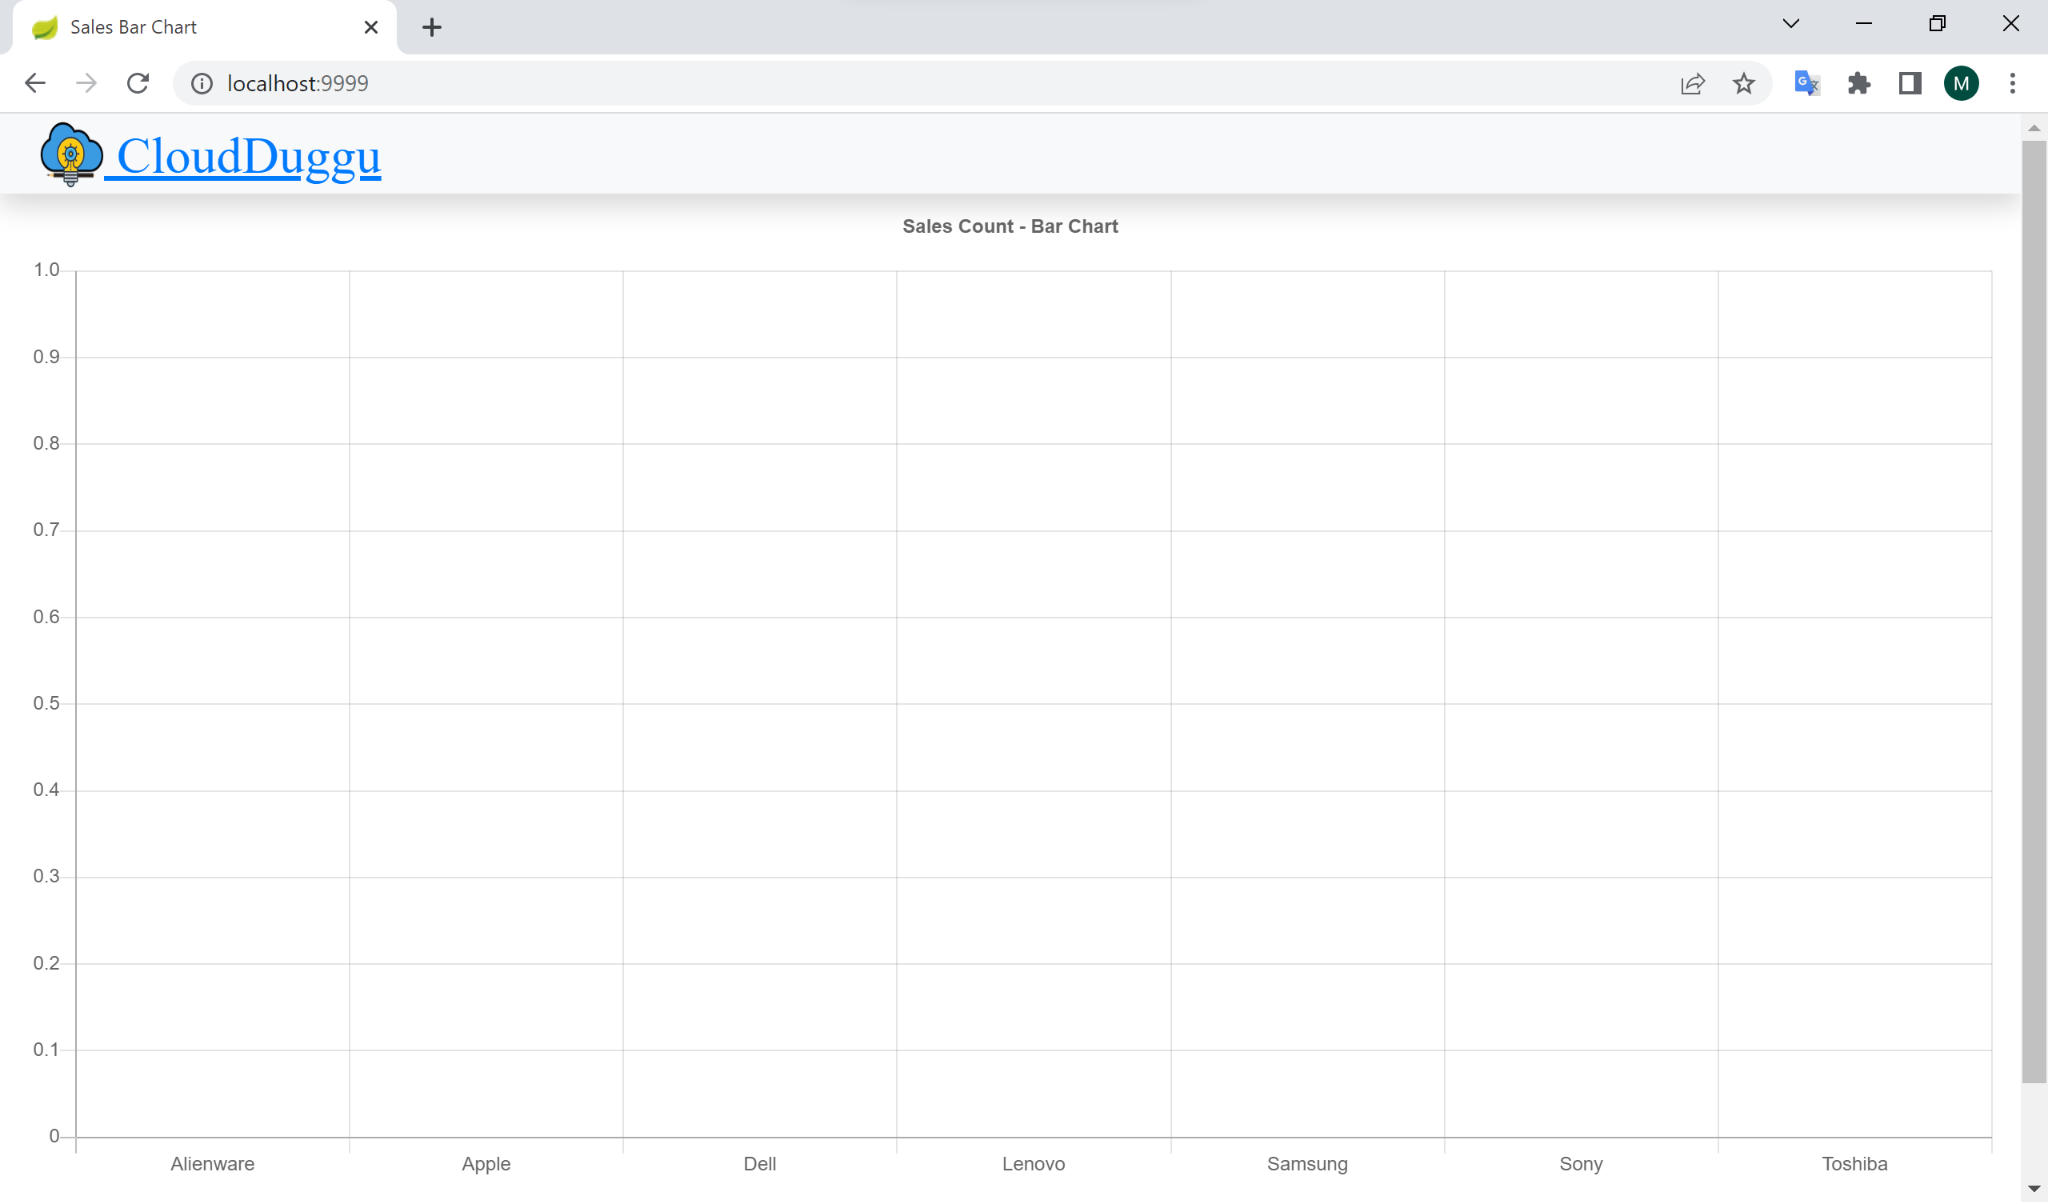 Sales Bar Chart
localhost:9999
M
CloudDuggu
Sales Count - Bar Chart
1.0
0.9
0.8
0.7
0.6
0.5
0.4
0.3
0.2
0.1
0
Alienware Apple Dell Lenovo Samsung Sony Toshiba